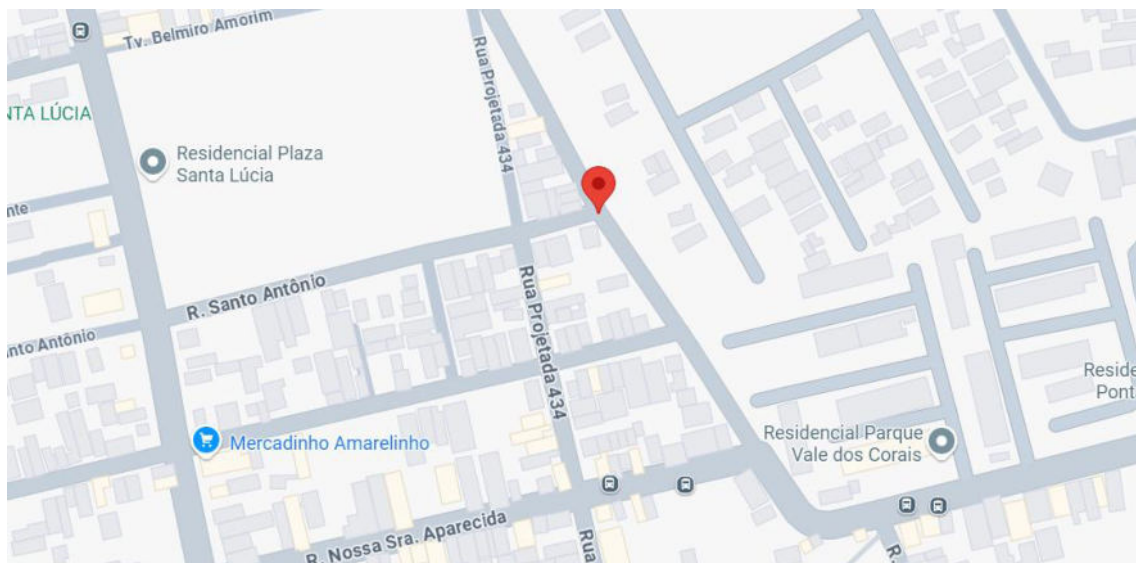 Tv. Belmiro Amorim
NTA LÚCIA
Residencial Plaza
Santa Lúcia
Rua Projetada 434
nte
R. Santo Antônio
Rua Projetada 434
nto Antônio
Mercadinho Amarelinho
Reside
Pont
Residencial Parque
Vale dos Corais
R. Nossa Sra. Aparecida
Rua
R.